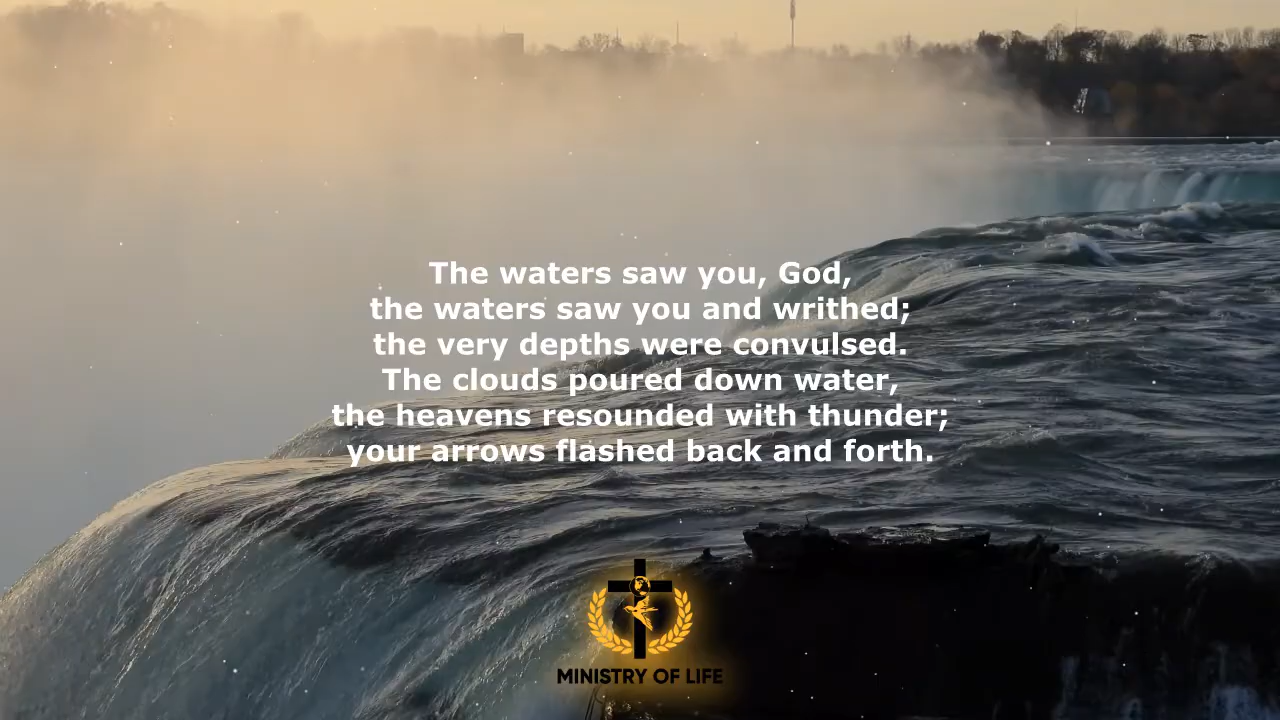 The waters saw you, God,
the waters saw you and writhed;
the very depths were convulsed.
The clouds poured down water,
the heavens resounded with thunder;
your arrows flashed back and forth.
MINISTRY OF LIFE